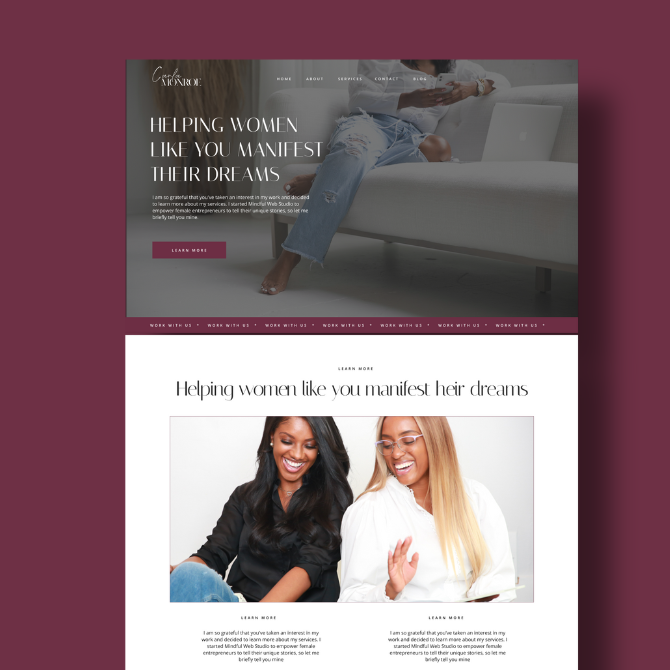 Carla
MONROE
HOME ABOUT SERVICES CONTACT BLOG
HELPING WOMEN
LIKE YOU MANIFEST
THEIR DREAMS
I am so grateful that you've taken an interest in my work and decided
to learn more about my services. I started Mindful Web Studio to
empower female entrepreneurs to tell their unique stories, so let me
briefly tell you mine.
LEARN MORE
WORK WITH US * WORK WITH US * WORK WITH US * WORK WITH US * WORK WITH US * WORK WITH US * WORK WITH US *
LEARN MORE
Helping women like you manifest heir dreams
LEARN MORE
I am so grateful that you've taken an interest in my
work and decided to learn more about my services. I
started Mindful Web Studio to empower female
entrepreneurs to tell their unique stories, so let me
briefly tell you mine
LEARN MORE
I am so grateful that you've taken an interest in my
work and decided to learn more about my services. I
started Mindful Web Studio to empower female
entrepreneurs to tell their unique stories, so let me
briefly tell you mine